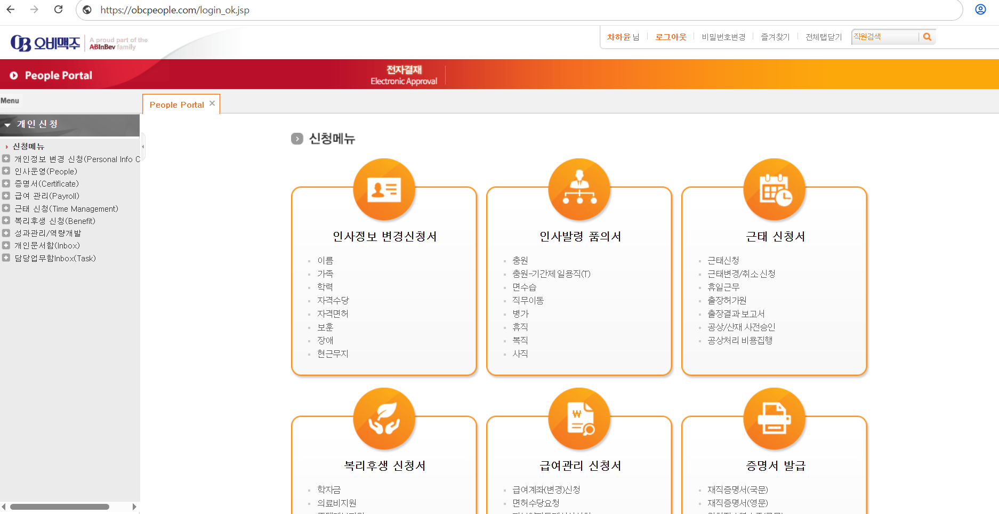 https://obcpeople.com/login_ok.jsp
OB 오비맥주
A proud part of the
ABInBev family
차하윤 님
로그아웃
비밀번호변경
즐겨찾기
전체탭닫기
직원검색
People Portal
전자결재
Electronic Approval
Menu
People Portal
개인신청
신청메뉴
개인정보 변경 신청(Personal Info C
인사운영(People)
증명서(Certificate)
급여 관리(Payroll)
근태 신청(Time Management)
복리후생 신청(Benefit)
성과관리/역량개발
개인문서함(Inbox)
담당업무함Inbox(Task)
신청메뉴
인사정보 변경신청서
이름
가족
학력
자격수당
자격면허
보훈
장애
현근무지
인사발령 품의서
충원
충원-기간제 일용직(T)
면수습
직무이동
병가
휴직
복직
사직
근태 신청서
근태신청
근태변경/취소 신청
휴일근무
출장허가원
출장결과 보고서
공상/산재 사전승인
공상처리 비용집행
복리후생 신청서
학자금
의료비지원
급여관리 신청서
급여계좌(변경)신청
면허수당요청
증명서 발급
재직증명서(국문)
재직증명서(영문)